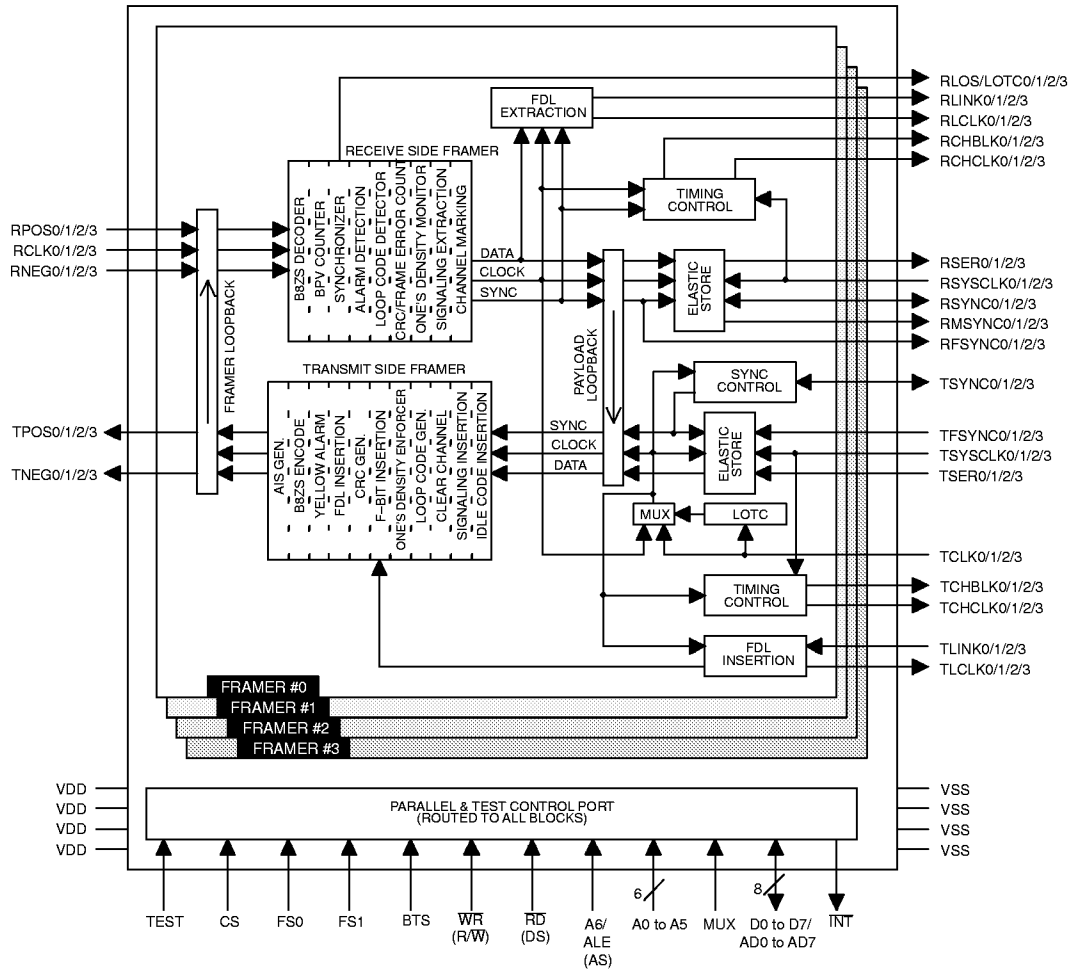 RLOS/LOTC0/1/2/3
RLINK0/1/2/3
RLCLK0/1/2/3
RCHBLK0/1/2/3
RCHCLK0/1/2/3
FDL
EXTRACTION
RECEIVE SIDE FRAMER
B8ZS DECODER
BPV COUNTER
SYNCHRONIZER
ALARM DETECTION
LOOP CODE DETECTOR
CRC/FRAME ERROR COUNT
ONE'S DENSITY MONITOR
SIGNALING EXTRACTION
CHANNEL MARKING
TIMING
CONTROL
RPOS0/1/2/3
RCLK0/1/2/3
RNEG0/1/2/3
FRAMER LOOPBACK
DATA
CLOCK
SYNC
PAYLOAD
LOOPBACK
ELASTIC
STORE
RSER0/1/2/3
RSYSCLK0/1/2/3
RSYNC0/1/2/3
RMSYNC0/1/2/3
RFSYNC0/1/2/3
TRANSMIT SIDE FRAMER
AIS GEN.
B8ZS ENCODE
YELLOW ALARM
FDL INSERTION
CRC GEN.
F-BIT INSERTION
ONE'S DENSITY ENFORCER
LOOP CODE GEN.
CLEAR CHANNEL
SIGNALING INSERTION
IDLE CODE INSERTION
SYNC
CONTROL
TSYNC0/1/2/3
TPOS0/1/2/3
TNEG0/1/2/3
SYNC
CLOCK
DATA
ELASTIC
STORE
TFSYNC0/1/2/3
TSYSCLK0/1/2/3
TSER0/1/2/3
MUX
LOTC
TCLK0/1/2/3
TIMING
CONTROL
TCHBLK0/1/2/3
TCHCLK0/1/2/3
FDL
INSERTION
TLINK0/1/2/3
TLCLK0/1/2/3
FRAMER #0
FRAMER #1
FRAMER #2
FRAMER #3
VDD
VDD
VDD
VDD
VSS
VSS
VSS
VSS
PARALLEL & TEST CONTROL PORT
(ROUTED TO ALL BLOCKS)
6
8
TEST
CS
FS0
FS1
BTS
W̅R̅
(R/W̅)
R̅D̅
(DS)
A6/
ALE
(AS)
A0 to A5
MUX
D0 to D7/
AD0 to AD7
I̅N̅T̅